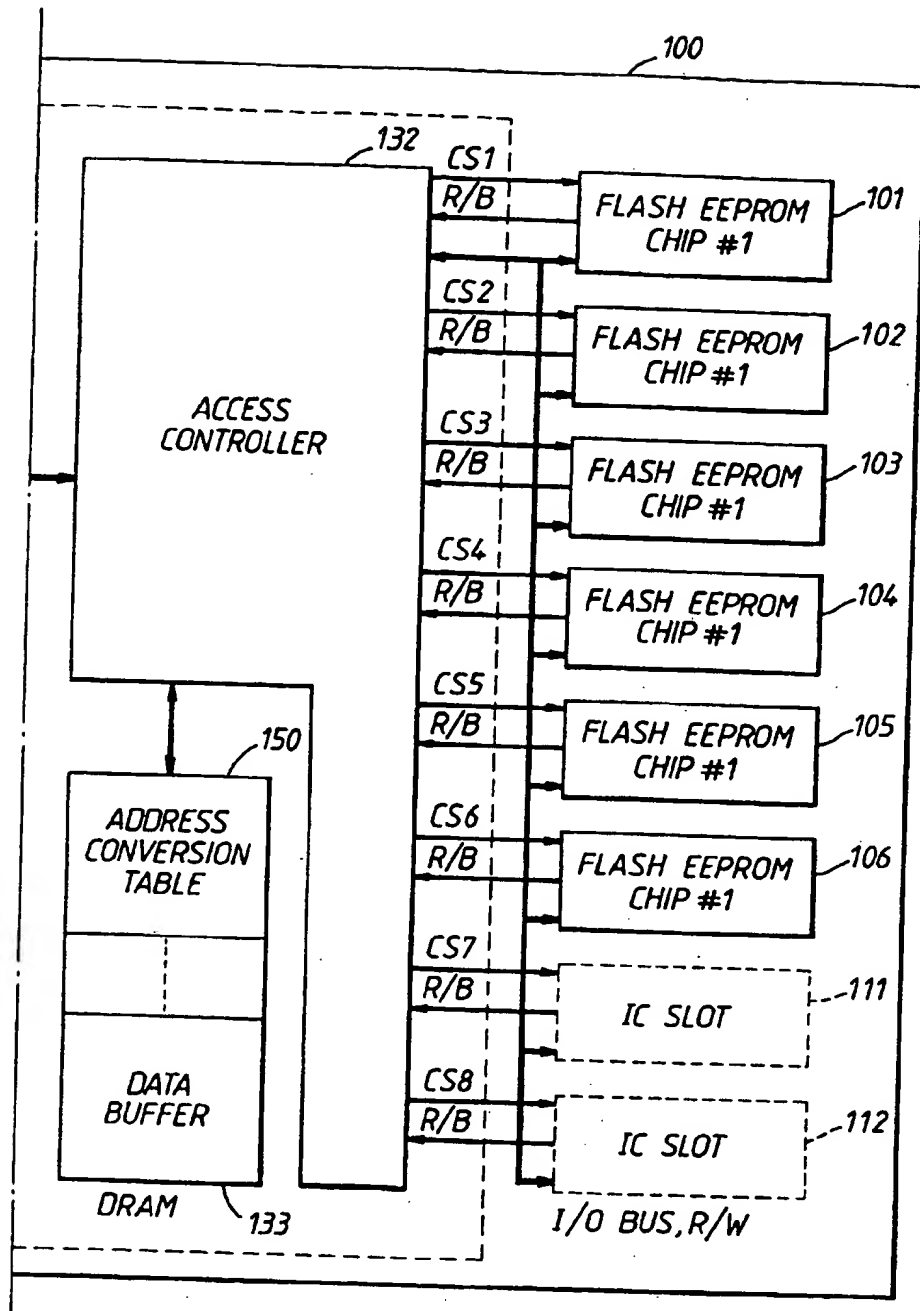 100
132
CS1
R/B
FLASH EEPROM
CHIP #1
101
CS2
R/B
FLASH EEPROM
CHIP #1
102
ACCESS
CONTROLLER
CS3
R/B
FLASH EEPROM
CHIP #1
103
CS4
R/B
FLASH EEPROM
CHIP #1
104
CS5
R/B
FLASH EEPROM
CHIP #1
105
150
ADDRESS
CONVERSION
TABLE
CS6
R/B
FLASH EEPROM
CHIP #1
106
CS7
R/B
IC SLOT
111
DATA
BUFFER
CS8
R/B
IC SLOT
112
DRAM
133
I/O BUS, R/W